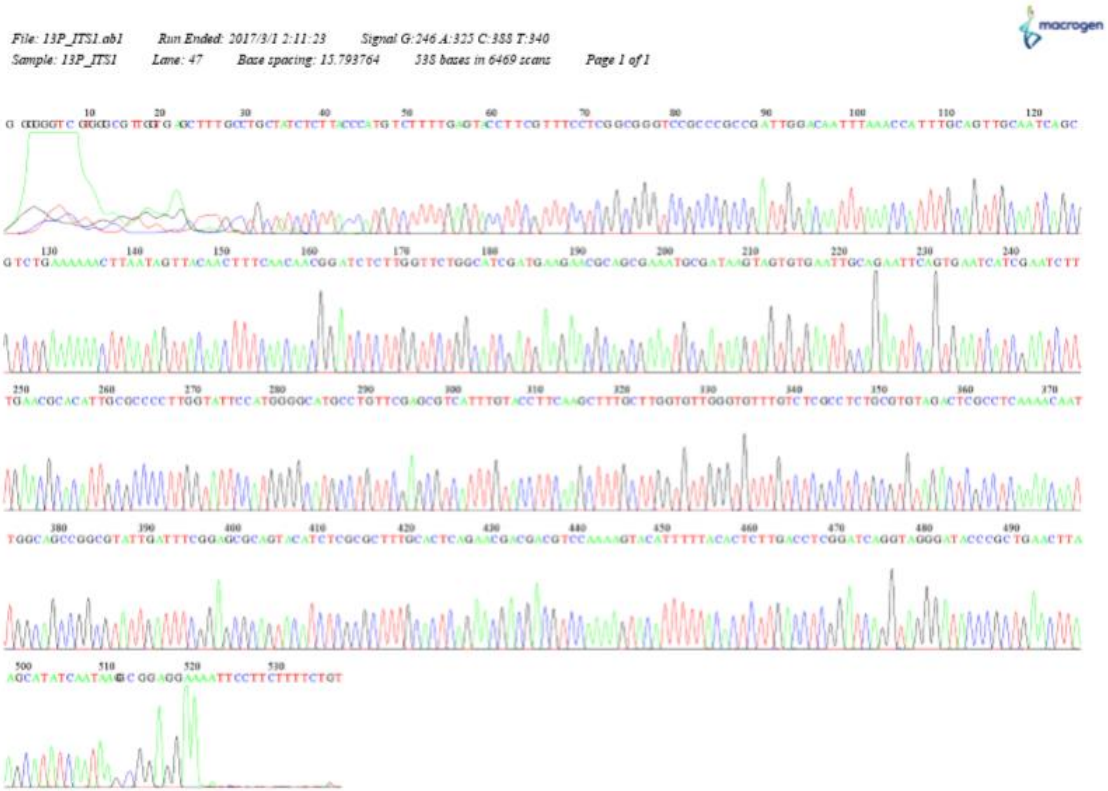 macrogen
File: 13P_ITS1.ab1 Run Ended: 2017/3/1 2:11:23 Signal G:246 A:325 C:388 T:340
Sample: 13P_ITS1 Lane: 47 Base spacing: 15.793764 538 bases in 6469 scans Page 1 of 1
10 20 30 40 50 60 70 80 90 100 110 120
GAGCTTTGCCTGCTATCTCTTACCCATGTCTTTTGAGTACCTTCGTTTCCTCGGCGGGTCCGCCCGCCGATTGGACAATTTAAACCATTTGCAGTTGCAATCAGC
130 140 150 160 170 180 190 200 210 220 230 240
GTCTGAAAAAACTTAATAGTTACAACTTTCAACAACGGATCTCTTGGTTCTGGCATCGATGAAGAACGCAGCGAAATGCGATAAGTAGTGTGAATTGCAGAATTCAGTGAATCATCGAATCTT
250 260 270 280 290 300 310 320 330 340 350 360 370
TGAACGCACATTGCGCCCCTTGGTATTCCATGGGGCATGCCTGTTCGAGCGTCATTTGTACCTTCAAGCTTTGCTTGGTGTTGGGTGTTTGTCTCGCCTCTGCGTGTAGACTCGCCTCAAAACAAT
380 390 400 410 420 430 440 450 460 470 480 490
TGGCAGCCGGCGTATTGATTTCGGAGCGCAGTACATCTCGCGCTTTGCACTCAGAACGACGACGTCCAAAAGTACATTTTTACACTCTTGACCTCGGATCAGGTAGGGATACCCGCTGAACTTA
500 510 520 530
AGCATATCAATAAGCGGAGGAAAATTCCTTCTTTTCTGT